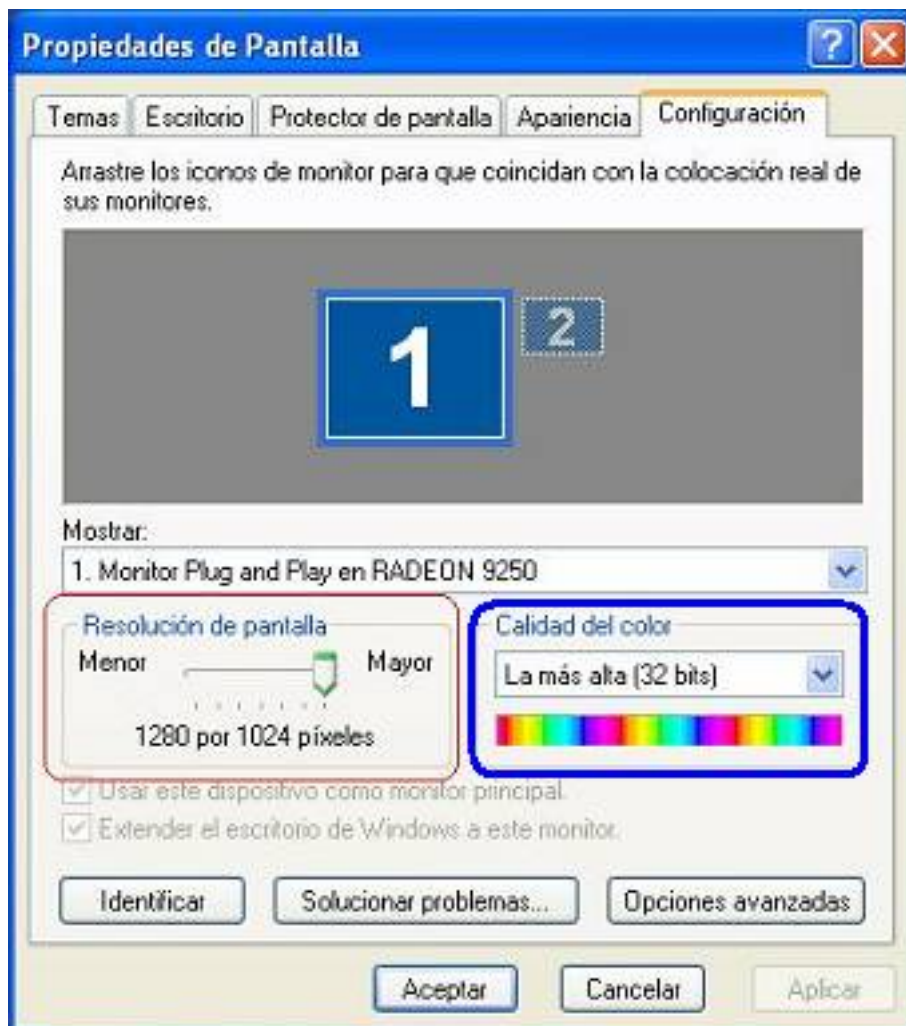 Propiedades de Pantalla
?
Temas
Escritorio
Protector de pantalla
Apariencia
Configuración
Arrastre los iconos de monitor para que coincidan con la colocación real de
sus monitores.
1
2
Mostrar:
1. Monitor Plug and Play en RADEON 9250
Resolución de pantalla
Menor
Mayor
1280 por 1024 píxeles
Calidad del color
La más alta (32 bits)
Usar este dispositivo como monitor principal.
Extender el escritorio de Windows a este monitor.
Identificar
Solucionar problemas...
Opciones avanzadas
Aceptar
Cancelar
Aplicar